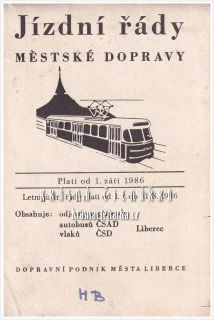 Jízdní řády
MĚSTSKÉ DOPRAVY
Platí od 1. září 1986
Obsahuje:
autobusů ČSAD
Liberec
vlaků ČSD
DOPRAVNÍ PODNIK MĚSTA LIBERCE
HB